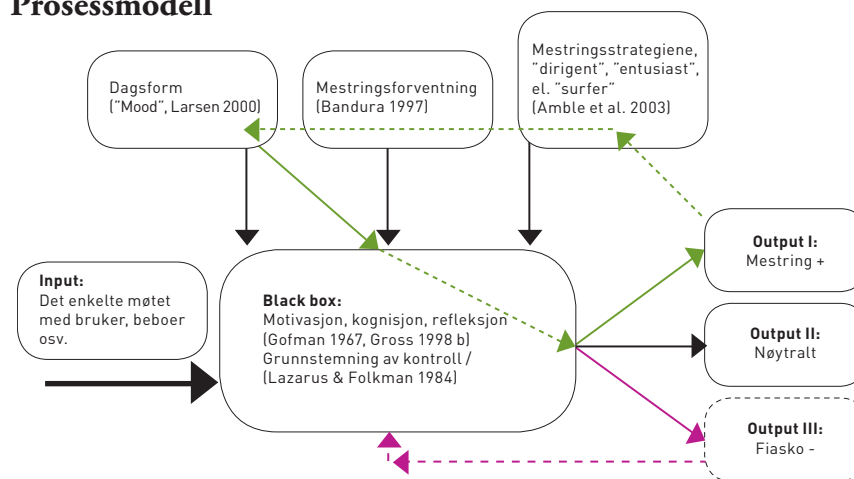 Prosessmodell
Dagsform
("Mood", Larsen 2000)
Mestringsforventning
(Bandura 1997)
Mestringsstrategiene,
"dirigent", "entusiast",
el. "surfer"
(Amble et al. 2003)
Input:
Det enkelte møtet
med bruker, beboer
osv.
Black box:
Motivasjon, kognisjon, refleksjon
(Gofman 1967, Gross 1998 b)
Grunnstemning av kontroll /
(Lazarus & Folkman 1984)
Output I:
Mestring +
Output II:
Nøytralt
Output III:
Fiasko -